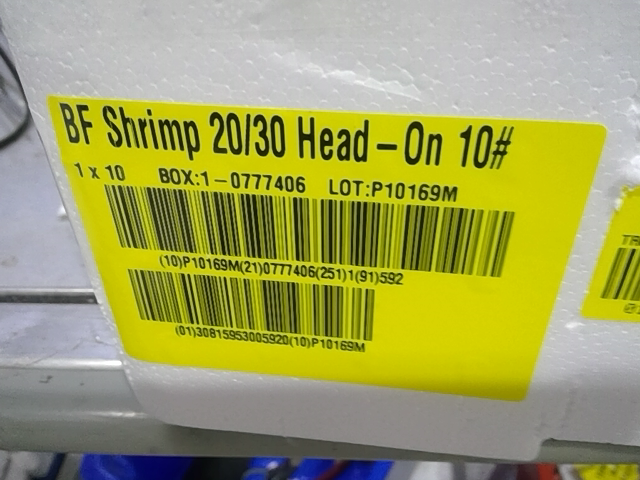 BF Shrimp 20/30 Head-On 10#
1 x 10 BOX:1-0777406 LOT:P10169M
(10)P10169M(21)0777406(251)1(91)592
(01)30815953005920(10)P10169M